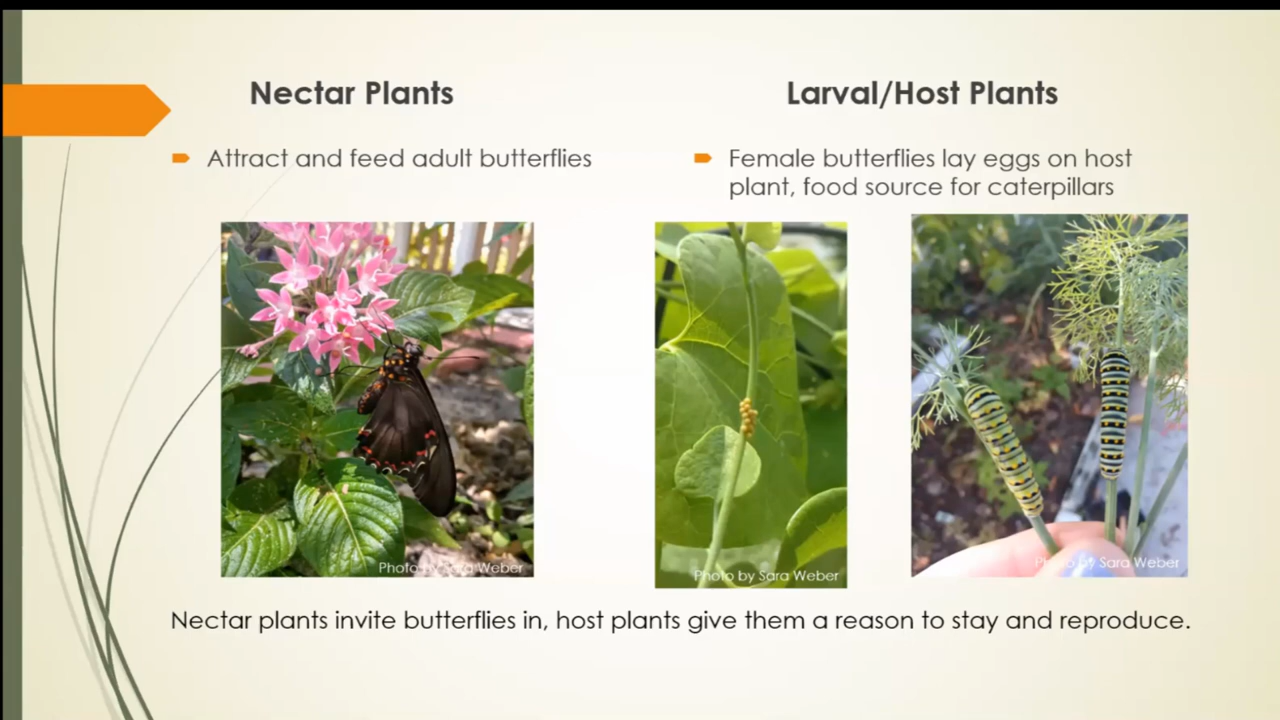 Nectar Plants
Attract and feed adult butterflies
Larval/Host Plants
Female butterflies lay eggs on host
plant, food source for caterpillars
Photo by Sara Weber
Photo by Sara Weber
Photo by Sara Weber
Nectar plants invite butterflies in, host plants give them a reason to stay and reproduce.